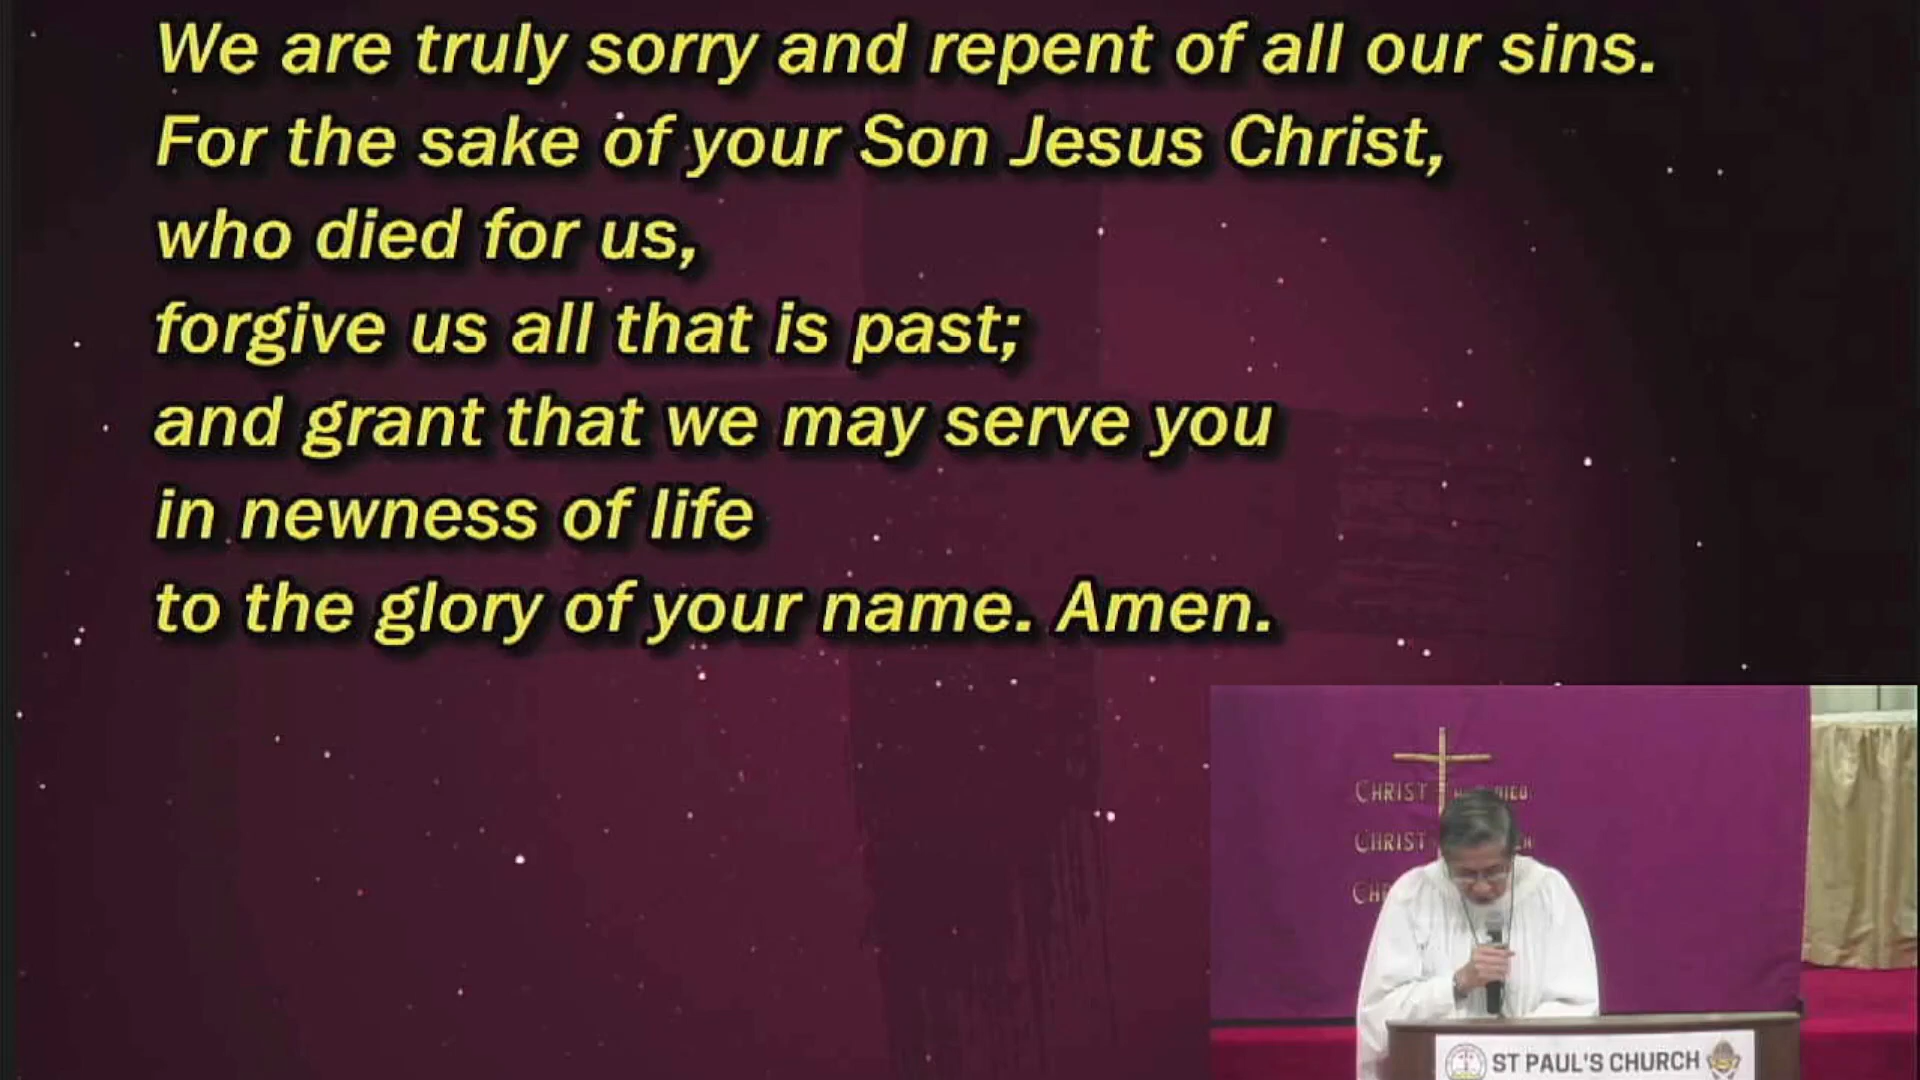 We are truly sorry and repent of all our sins.
For the sake of your Son Jesus Christ,
who died for us,
forgive us all that is past;
and grant that we may serve you
in newness of life
to the glory of your name. Amen.
CHRIST
CHRIST
ST PAUL'S CHURCH